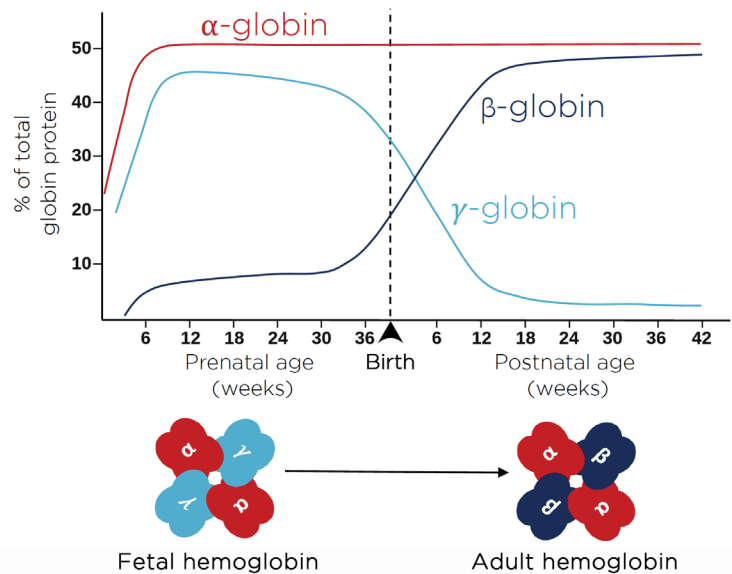 α-globin
50
40
30
20
10
% of total
globin protein
β-globin
γ-globin
6 12 18 24 30 36 6 12 18 24 30 36 42
Prenatal age
(weeks)
Birth
Postnatal age
(weeks)
α γ
γ α
α β
β α
Fetal hemoglobin
Adult hemoglobin